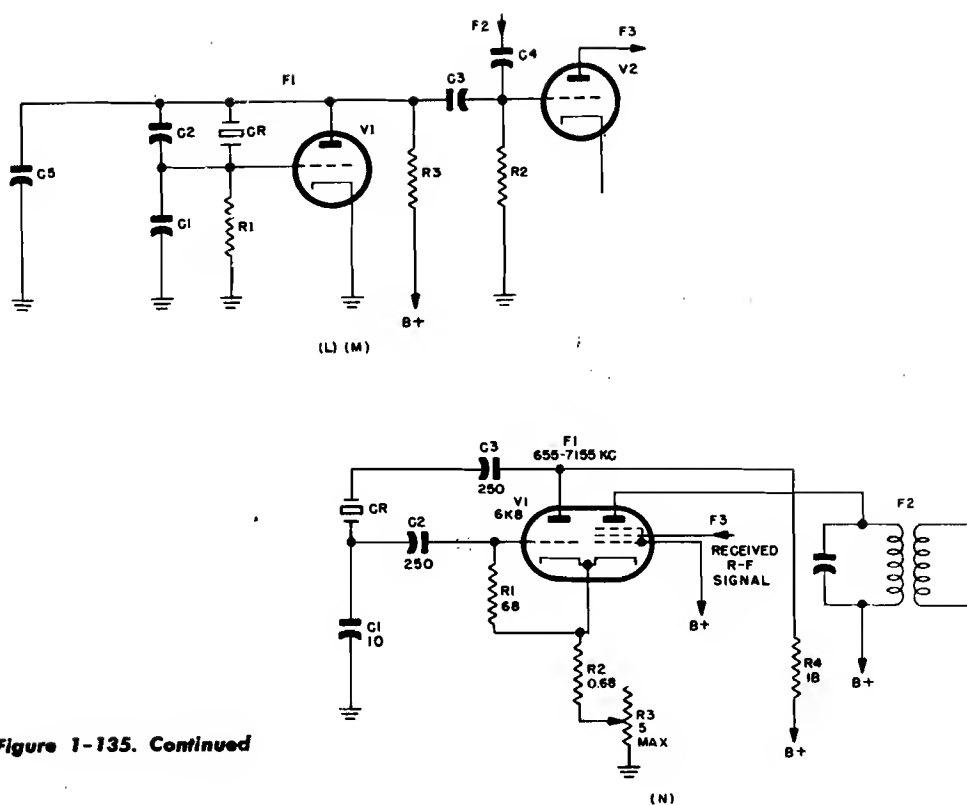 F2
F3
C4
V2
F1
C3
C2
CR
V1
C5
R3
R2
C1
R1
B+
(L) (M)
F1
655-7155 KC
C3
250
V1
6K8
F2
CR
C2
250
F3
RECEIVED
R-F
SIGNAL
R1
68
B+
C1
10
R2
0.68
R4
18
B+
R3
5
MAX
B+
Figure 1-135. Continued
(N)